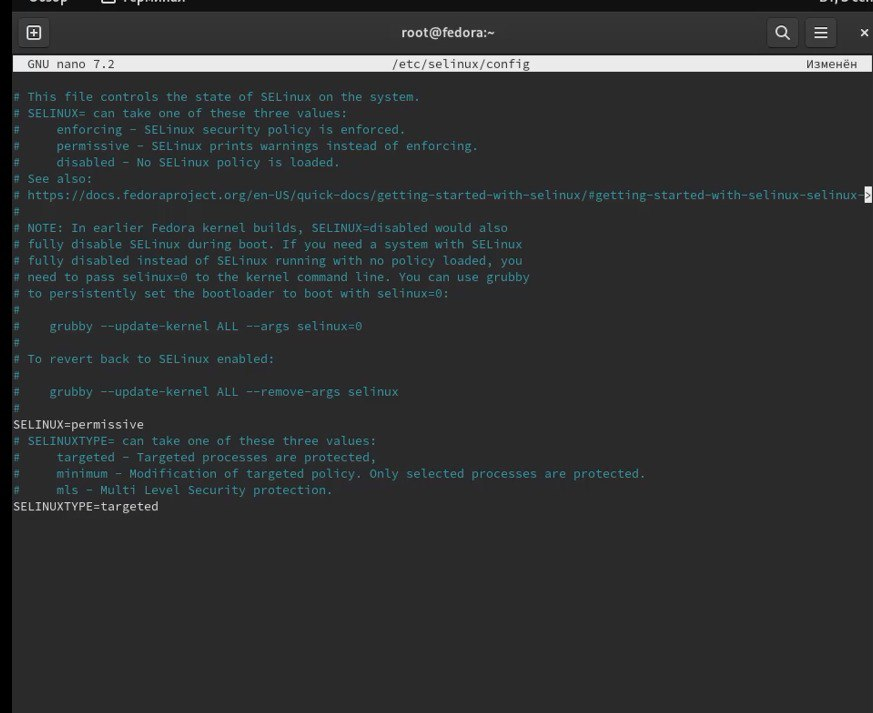 Обзор Терминал
root@fedora:~
GNU nano 7.2 /etc/selinux/config Изменён
# This file controls the state of SELinux on the system.
# SELINUX= can take one of these three values:
#     enforcing - SELinux security policy is enforced.
#     permissive - SELinux prints warnings instead of enforcing.
#     disabled - No SELinux policy is loaded.
# See also:
# https://docs.fedoraproject.org/en-US/quick-docs/getting-started-with-selinux/#getting-started-with-selinux-selinux->
#
# NOTE: In earlier Fedora kernel builds, SELINUX=disabled would also
# fully disable SELinux during boot. If you need a system with SELinux
# fully disabled instead of SELinux running with no policy loaded, you
# need to pass selinux=0 to the kernel command line. You can use grubby
# to persistently set the bootloader to boot with selinux=0:
#
#    grubby --update-kernel ALL --args selinux=0
#
# To revert back to SELinux enabled:
#
#    grubby --update-kernel ALL --remove-args selinux
#
SELINUX=permissive
# SELINUXTYPE= can take one of these three values:
#     targeted - Targeted processes are protected,
#     minimum - Modification of targeted policy. Only selected processes are protected.
#     mls - Multi Level Security protection.
SELINUXTYPE=targeted